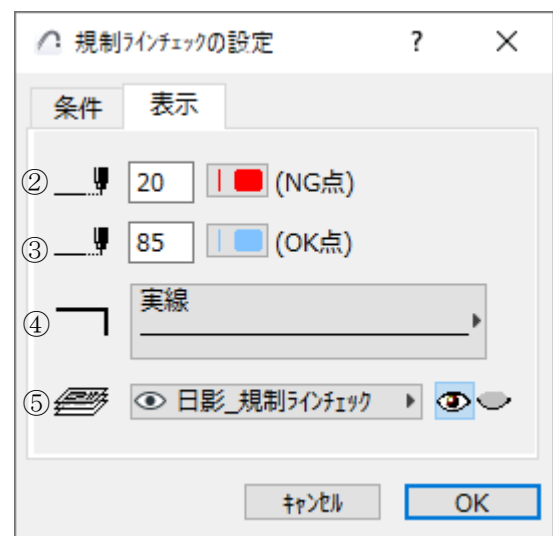 規制ﾗｲﾝﾁｪｯｸの設定 ?
条件 表示
② 20 (NG点)
③ 85 (OK点)
④ 実線
⑤ 日影_規制ﾗｲﾝﾁｪｯｸ
ｷｬﾝｾﾙ OK